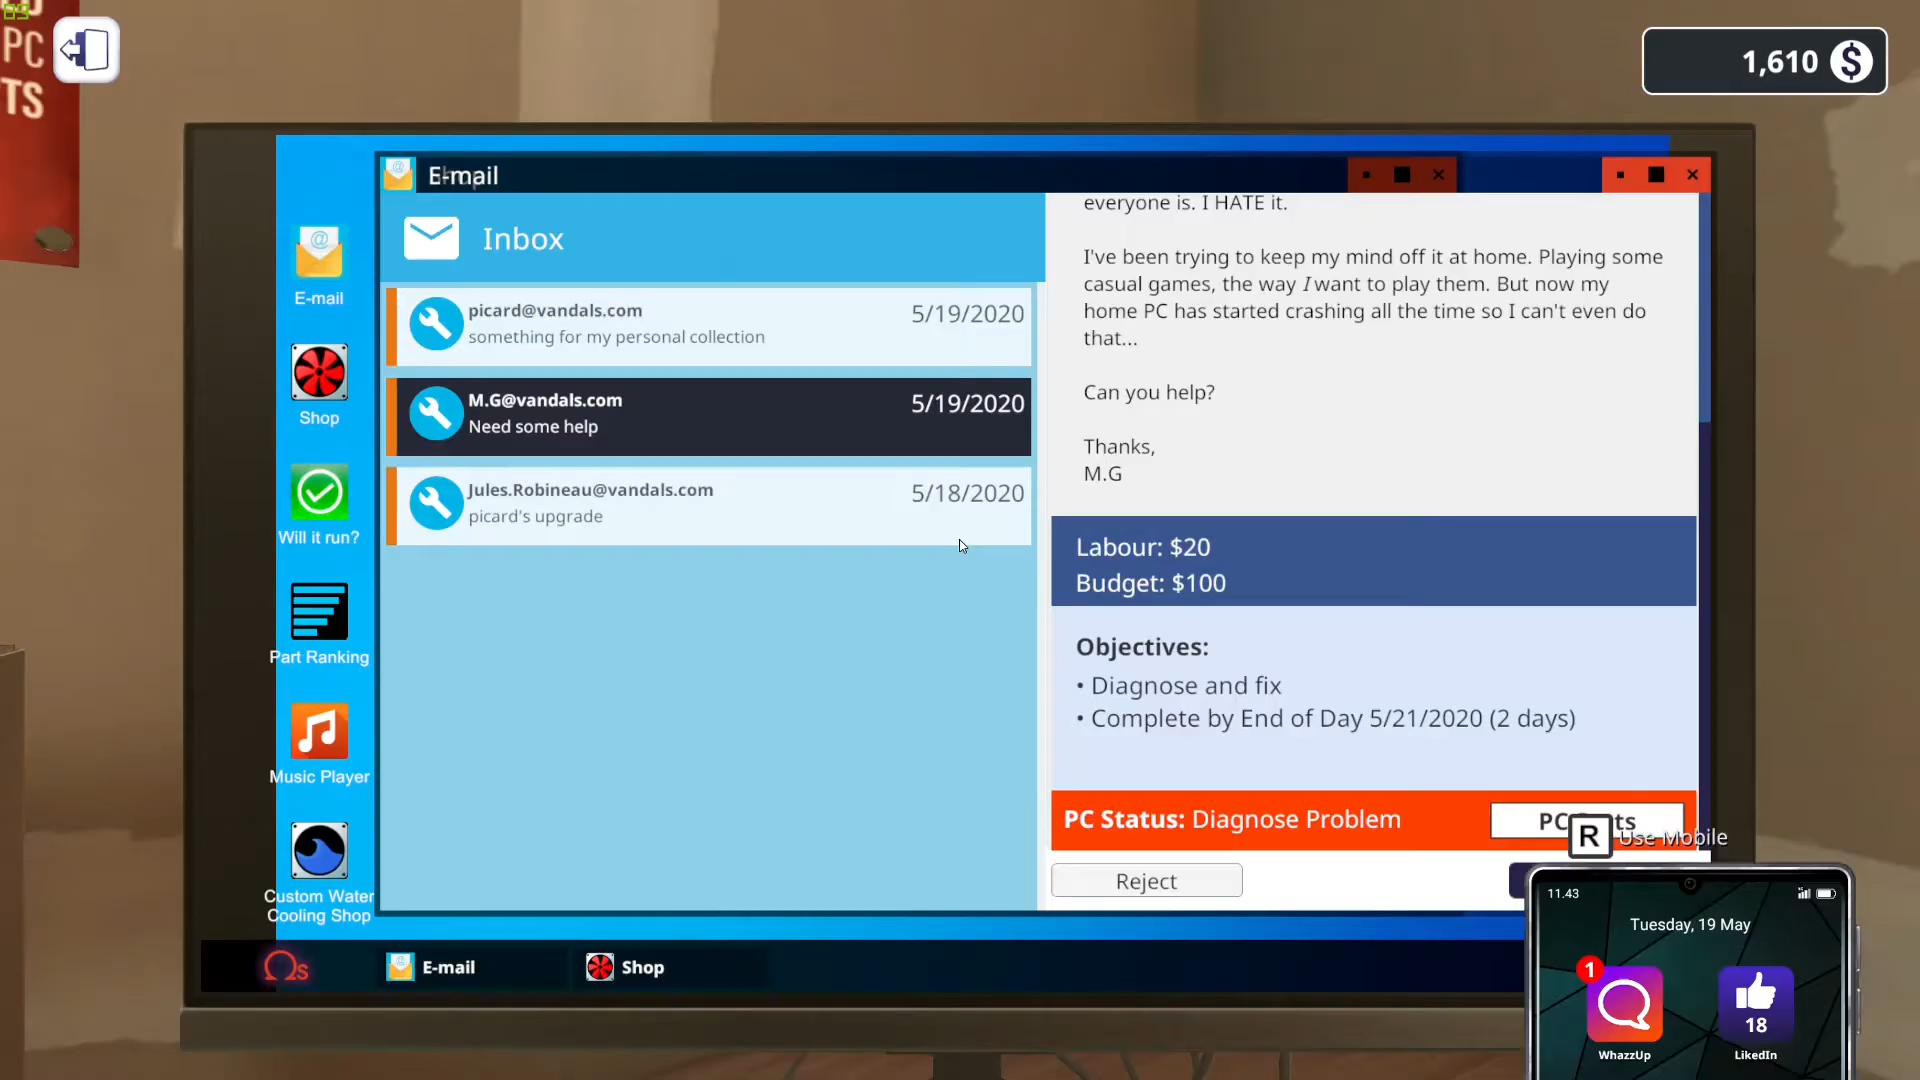 89
PC
TS
1,610 $
E-mail
Inbox
picard@vandals.com
5/19/2020
something for my personal collection
M.G@vandals.com
5/19/2020
Need some help
Jules.Robineau@vandals.com
5/18/2020
picard's upgrade
E-mail
Shop
Will it run?
Part Ranking
Music Player
Custom Water
Cooling Shop
everyone is. I HATE it.
I've been trying to keep my mind off it at home. Playing some
casual games, the way I want to play them. But now my
home PC has started crashing all the time so I can't even do
that...
Can you help?
Thanks,
M.G
Labour: $20
Budget: $100
Objectives:
• Diagnose and fix
• Complete by End of Day 5/21/2020 (2 days)
PC Status: Diagnose Problem
R Use Mobile
Reject
Ωs
E-mail
Shop
11.43
Tuesday, 19 May
1
18
WhazzUp
LikedIn